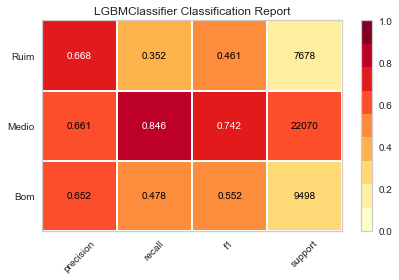 LGBMClassifier Classification Report
Ruim 0.668 0.352 0.461 7678
Medio 0.661 0.846 0.742 22070
Bom 0.652 0.478 0.552 9498
precision recall f1 support
1.0
0.8
0.6
0.4
0.2
0.0